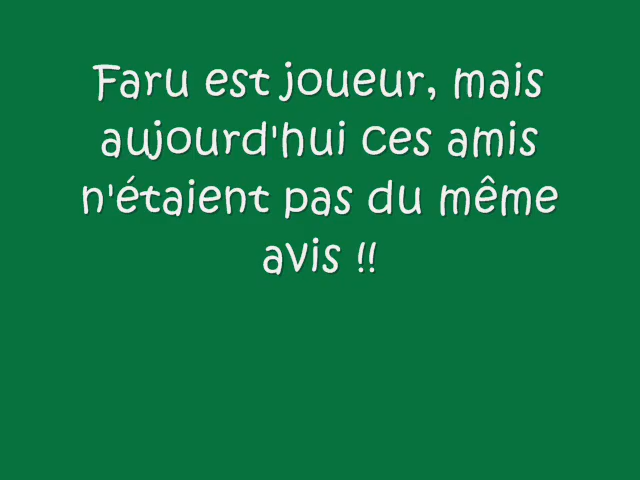 Faru est joueur, mais
aujourd'hui ces amis
n'étaient pas du même
avis !!